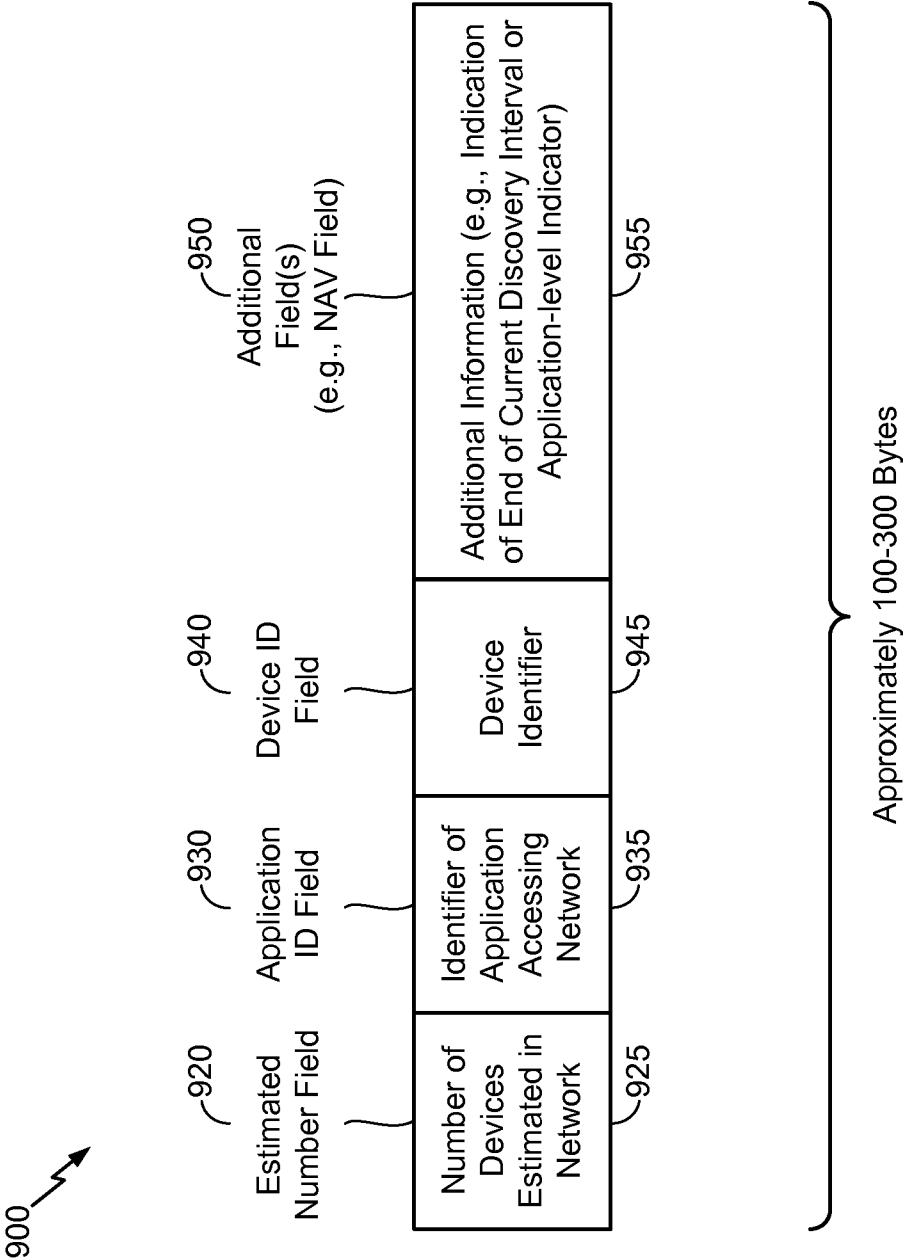 900
920
Estimated
Number Field
930
Application
ID Field
940
Device ID
Field
950
Additional
Field(s)
(e.g., NAV Field)
Number of
Devices
Estimated in
Network
Identifier of
Application
Accessing
Network
Device
Identifier
Additional Information (e.g., Indication
of End of Current Discovery Interval or
Application-level Indicator)
925
935
945
955
Approximately 100-300 Bytes